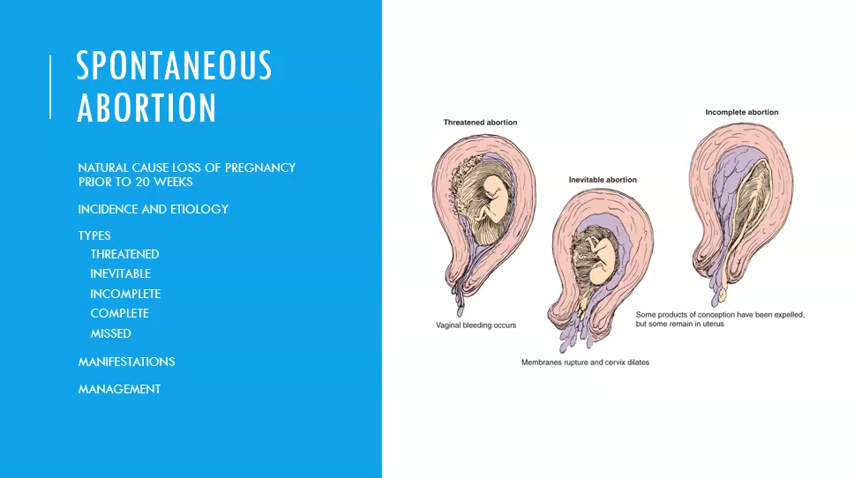 SPONTANEOUS
ABORTION
NATURAL CAUSE LOSS OF PREGNANCY
PRIOR TO 20 WEEKS
INCIDENCE AND ETIOLOGY
TYPES
THREATENED
INEVITABLE
INCOMPLETE
COMPLETE
MISSED
MANIFESTATIONS
MANAGEMENT
Threatened abortion
Vaginal bleeding occurs
Inevitable abortion
Membranes rupture and cervix dilates
Incomplete abortion
Some products of conception have been expelled,
but some remain in uterus